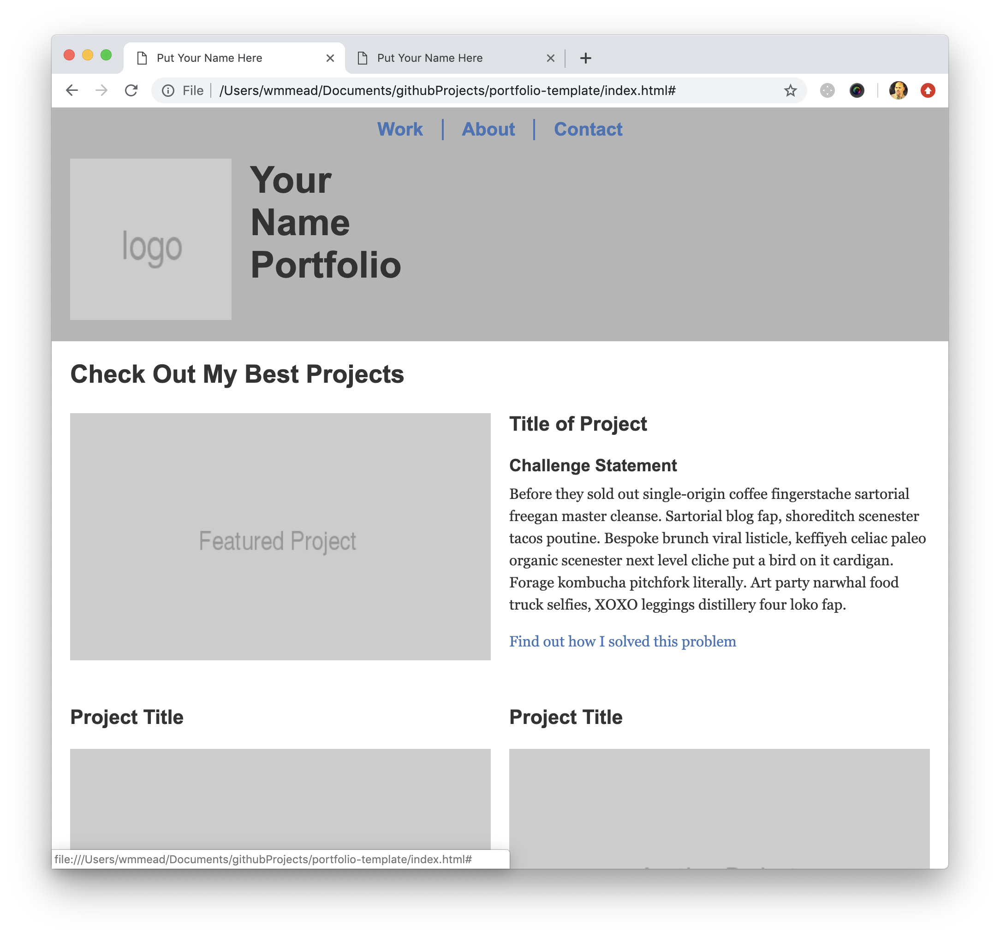 Put Your Name Here
Put Your Name Here
File
/Users/wmmead/Documents/githubProjects/portfolio-template/index.html#
Work
About
Contact
logo
Your
Name
Portfolio
Check Out My Best Projects
Featured Project
Title of Project
Challenge Statement
Before they sold out single-origin coffee fingerstache sartorial
freegan master cleanse. Sartorial blog fap, shoreditch scenester
tacos poutine. Bespoke brunch viral listicle, keffiyeh celiac paleo
organic scenester next level cliche put a bird on it cardigan.
Forage kombucha pitchfork literally. Art party narwhal food
truck selfies, XOXO leggings distillery four loko fap.
Find out how I solved this problem
Project Title
Project Title
file:///Users/wmmead/Documents/githubProjects/portfolio-template/index.html#